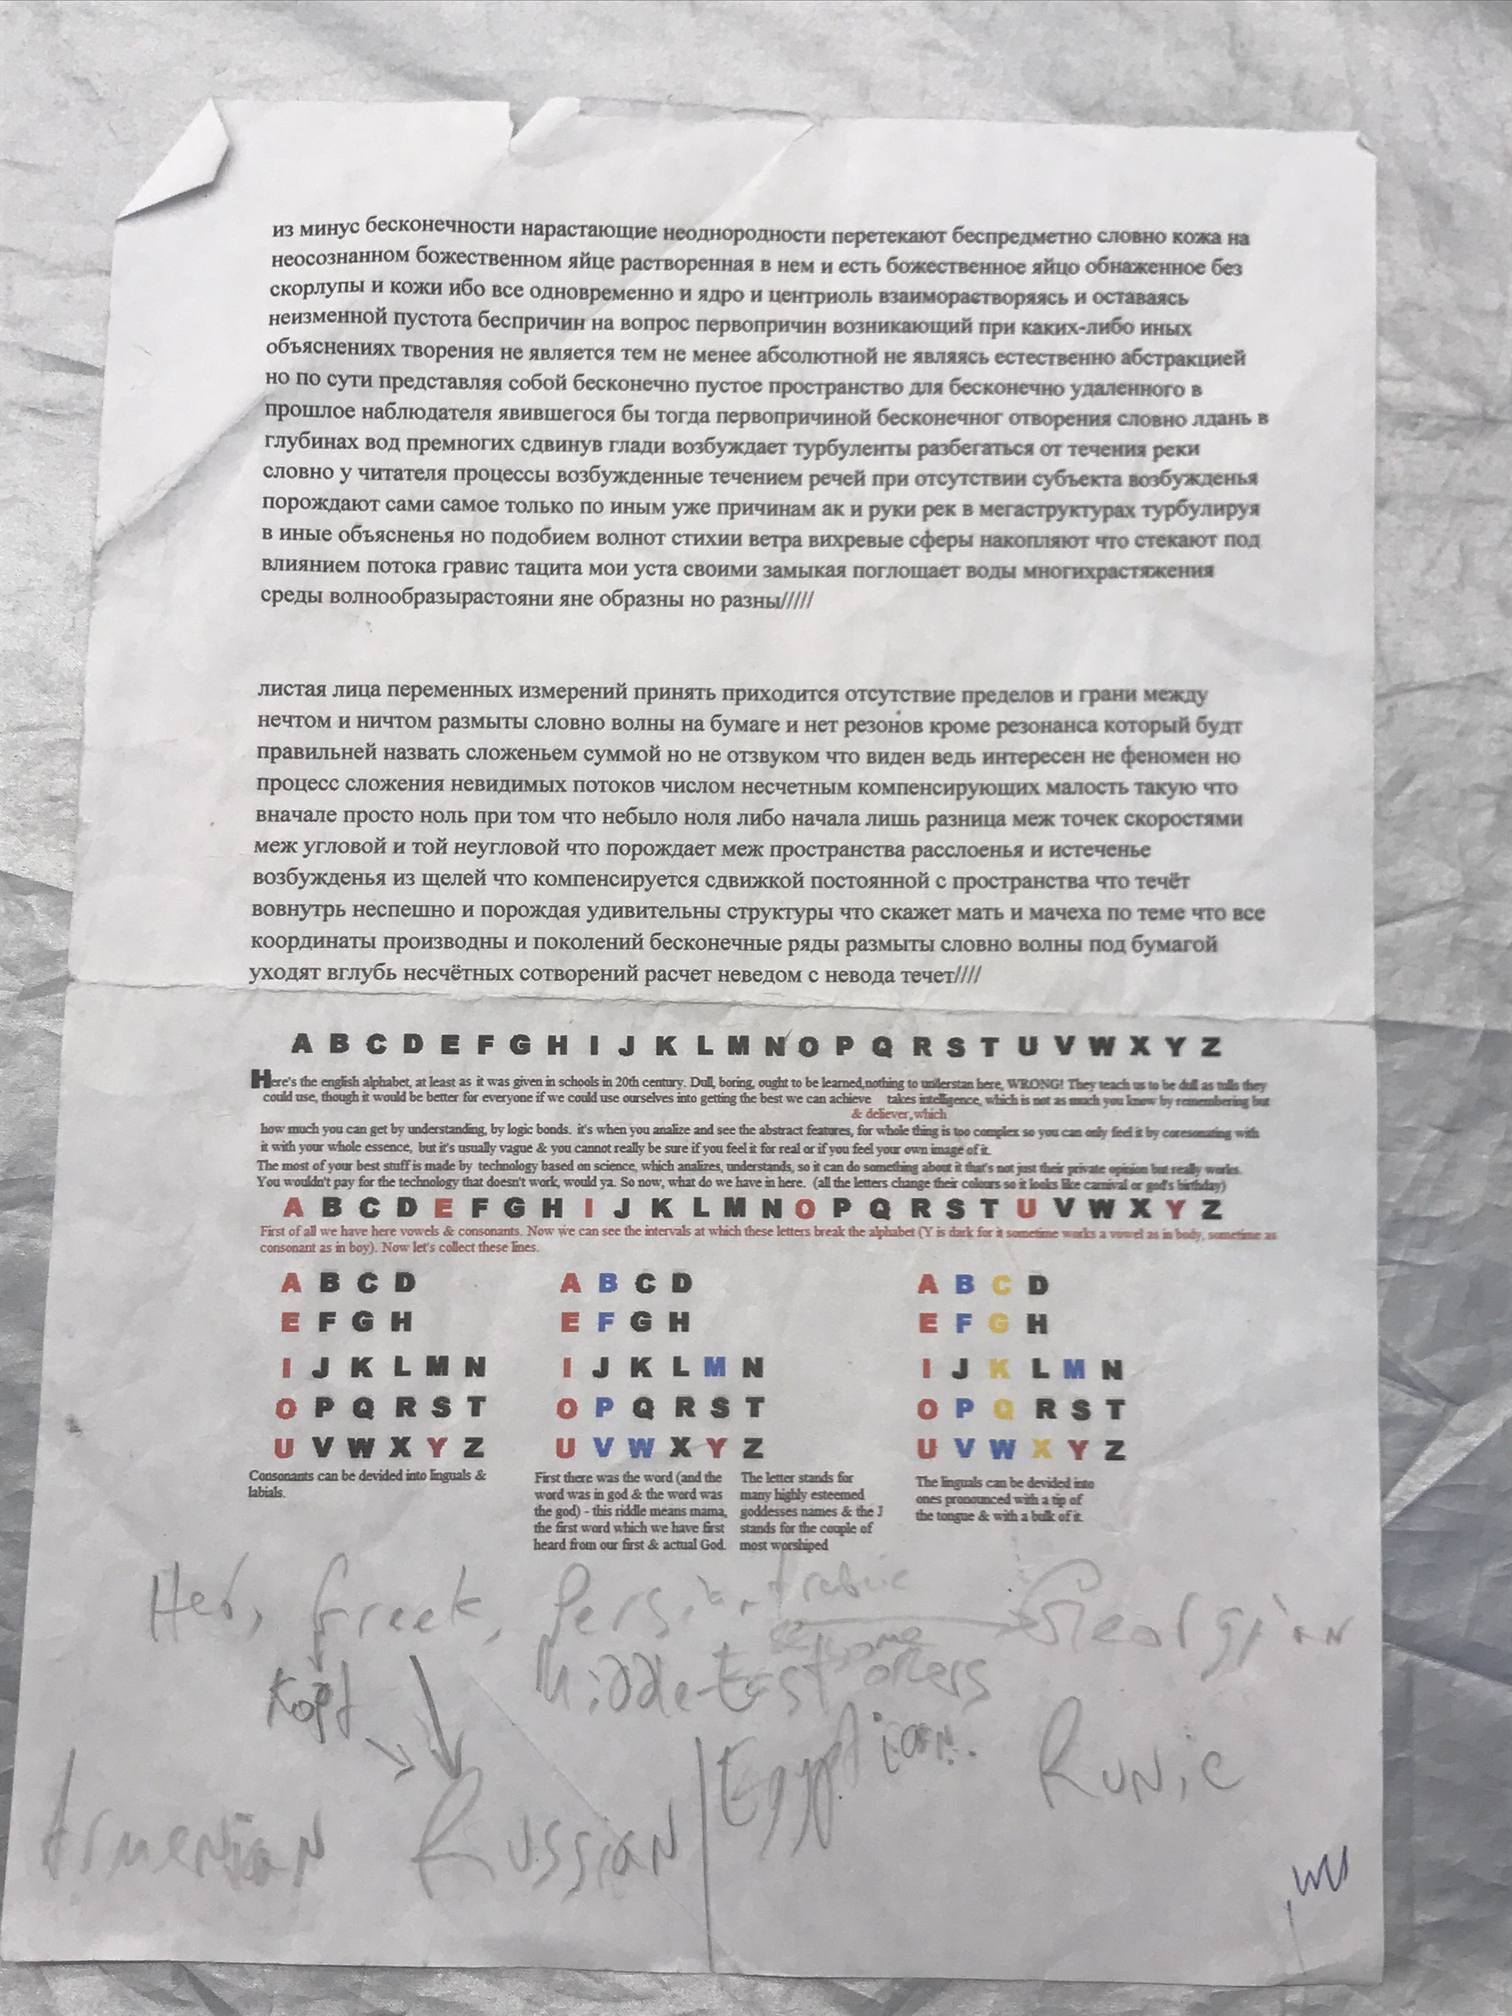 из минус бесконечности нарастающие неоднородности перетекают беспредметно словно кожа на
неосознанном божественном яйце растворенная в нем и есть божественное яйцо обнаженное без
скорлупы и кожи ибо все одновременно и ядро и центриоль взаиморастворяясь и оставаясь
неизменной пустота беспричин на вопрос первопричин возникающий при каких-либо иных
объяснениях творения не является тем не менее абсолютной не являясь естественно абстракцией
но по сути представляя собой бесконечно пустое пространство для бесконечно удаленного в
прошлое наблюдателя явившегося бы тогда первопричиной бесконечног отворения словно лдань в
глубинах вод премногих сдвинув глади возбуждает турбуленты разбегаться от течения реки
словно у читателя процессы возбужденные течением речей при отсутствии субъекта возбужденья
порождают сами самое только по иным уже причинам ак и руки рек в мегаструктурах турбулируя
в иные объясненья но подобием волнот стихии ветра вихревые сферы накопляют что стекают под
влиянием потока гравис тацита мои уста своими замыкая поглощает воды многихрастяжения
среды волнообразырастояни яне образны но разны/////
листая лица переменных измерений принять приходится отсутствие пределов и грани между
нечтом и ничтом размыты словно волны на бумаге и нет резонов кроме резонанса который будт
правильней назвать сложеньем суммой но не отзвуком что виден ведь интересен не феномен но
процесс сложения невидимых потоков числом несчетным компенсирующих малость такую что
вначале просто ноль при том что небыло ноля либо начала лишь разница меж точек скоростями
меж угловой и той неугловой что порождает меж пространства расслоенья и истеченье
возбужденья из щелей что компенсируется сдвижкой постоянной с пространства что течёт
вовнутрь неспешно и порождая удивительны структуры что скажет мать и мачеха по теме что все
координаты производны и поколений бесконечные ряды размыты словно волны под бумагой
уходят вглубь несчётных сотворений расчет неведом с невода течет////
A B C D E F G H I J K L M N O P Q R S T U V W X Y Z
Here's the english alphabet, at least as it was given in schools in 20th century. Dull, boring, ought to be learned,nothing to understan here, WRONG! They teach us to be dull as tulls they
could use, though it would be better for everyone if we could use ourselves into getting the best we can achieve takes intelligence, which is not as much you know by remembering but
& deliever, which
how much you can get by understanding, by logic bonds. it's when you analize and see the abstract features, for whole thing is too complex so you can only feel it by coresonating with
it with your whole essence, but it's usually vague & you cannot really be sure if you feel it for real or if you feel your own image of it.
The most of your best stuff is made by technology based on science, which analizes, understands, so it can do something about it that's not just their private opinion but really works.
You wouldn't pay for the technology that doesn't work, would ya. So now, what do we have in here. (all the letters change their colours so it looks like carnival or god's birthday)
A B C D E F G H I J K L M N O P Q R S T U V W X Y Z
First of all we have here vowels & consonants. Now we can see the intervals at which these letters break the alphabet (Y is dark for it sometime works a vowel as in body, sometime as
consonant as in boy). Now let's collect these lines.
A B C D
E F G H
I J K L M N
O P Q R S T
U V W X Y Z
Consonants can be devided into linguals &
labials.
A B C D
E F G H
I J K L M N
O P Q R S T
U V W X Y Z
First there was the word (and the
word was in god & the word was
the god) - this riddle means mama,
the first word which we have first
heard from our first & actual God.
The letter stands for
many highly esteemed
goddesses names & the J
stands for the couple of
most worshiped
A B C D
E F G H
I J K L M N
O P Q R S T
U V W X Y Z
The linguals can be devided into
ones pronounced with a tip of
the tongue & with a bulk of it.
Heb, Greek, Persian Arabic Georgian
& some
Kopt Middle-East others
Egyptian. Runic
Armenian Russian